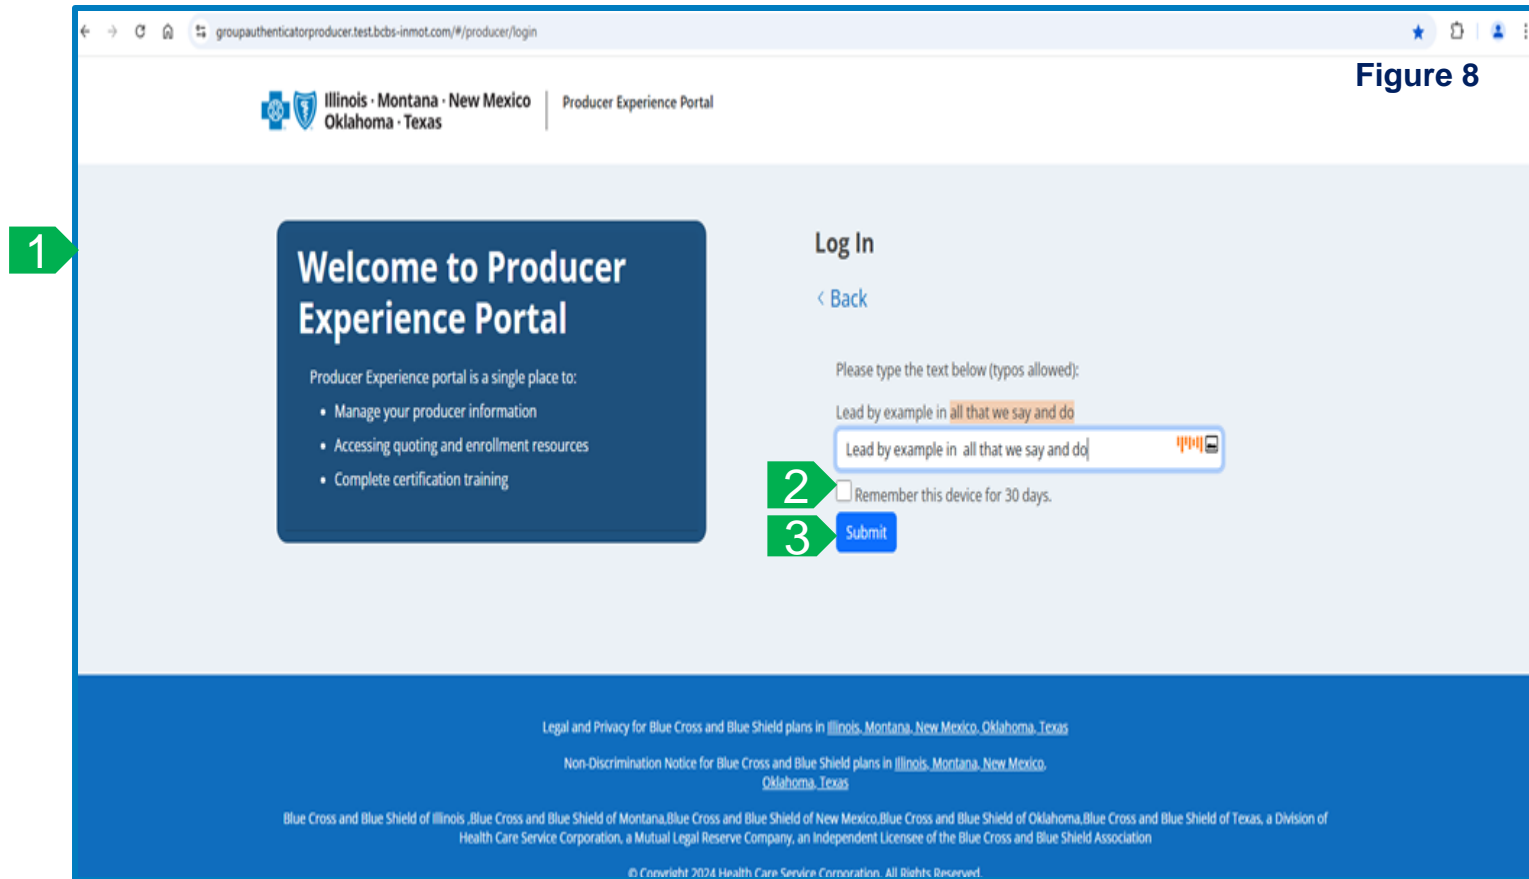 groupauthenticatorproducer.test.bcbs-inmot.com/#/producer/login
Figure 8
Illinois · Montana · New Mexico
Oklahoma · Texas
Producer Experience Portal
1
Welcome to Producer
Experience Portal
Producer Experience portal is a single place to:
• Manage your producer information
• Accessing quoting and enrollment resources
• Complete certification training
Log In
< Back
Please type the text below (typos allowed):
Lead by example in all that we say and do
Lead by example in  all that we say and do
2
Remember this device for 30 days.
3
Submit
Legal and Privacy for Blue Cross and Blue Shield plans in Illinois, Montana, New Mexico, Oklahoma, Texas
Non-Discrimination Notice for Blue Cross and Blue Shield plans in Illinois, Montana, New Mexico,
Oklahoma, Texas
Blue Cross and Blue Shield of Illinois ,Blue Cross and Blue Shield of Montana,Blue Cross and Blue Shield of New Mexico,Blue Cross and Blue Shield of Oklahoma,Blue Cross and Blue Shield of Texas, a Division of
Health Care Service Corporation, a Mutual Legal Reserve Company, an Independent Licensee of the Blue Cross and Blue Shield Association
© Copyright 2024 Health Care Service Corporation. All Rights Reserved.